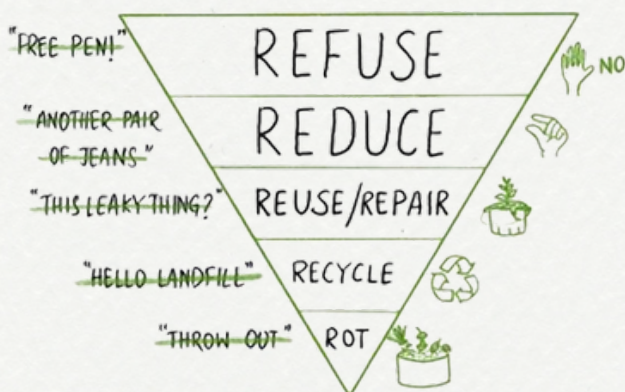 "FREE PEN!" REFUSE NO
"ANOTHER PAIR
OF JEANS" REDUCE
"THIS LEAKY THING?" REUSE/REPAIR
"HELLO LANDFILL" RECYCLE
"THROW OUT" ROT